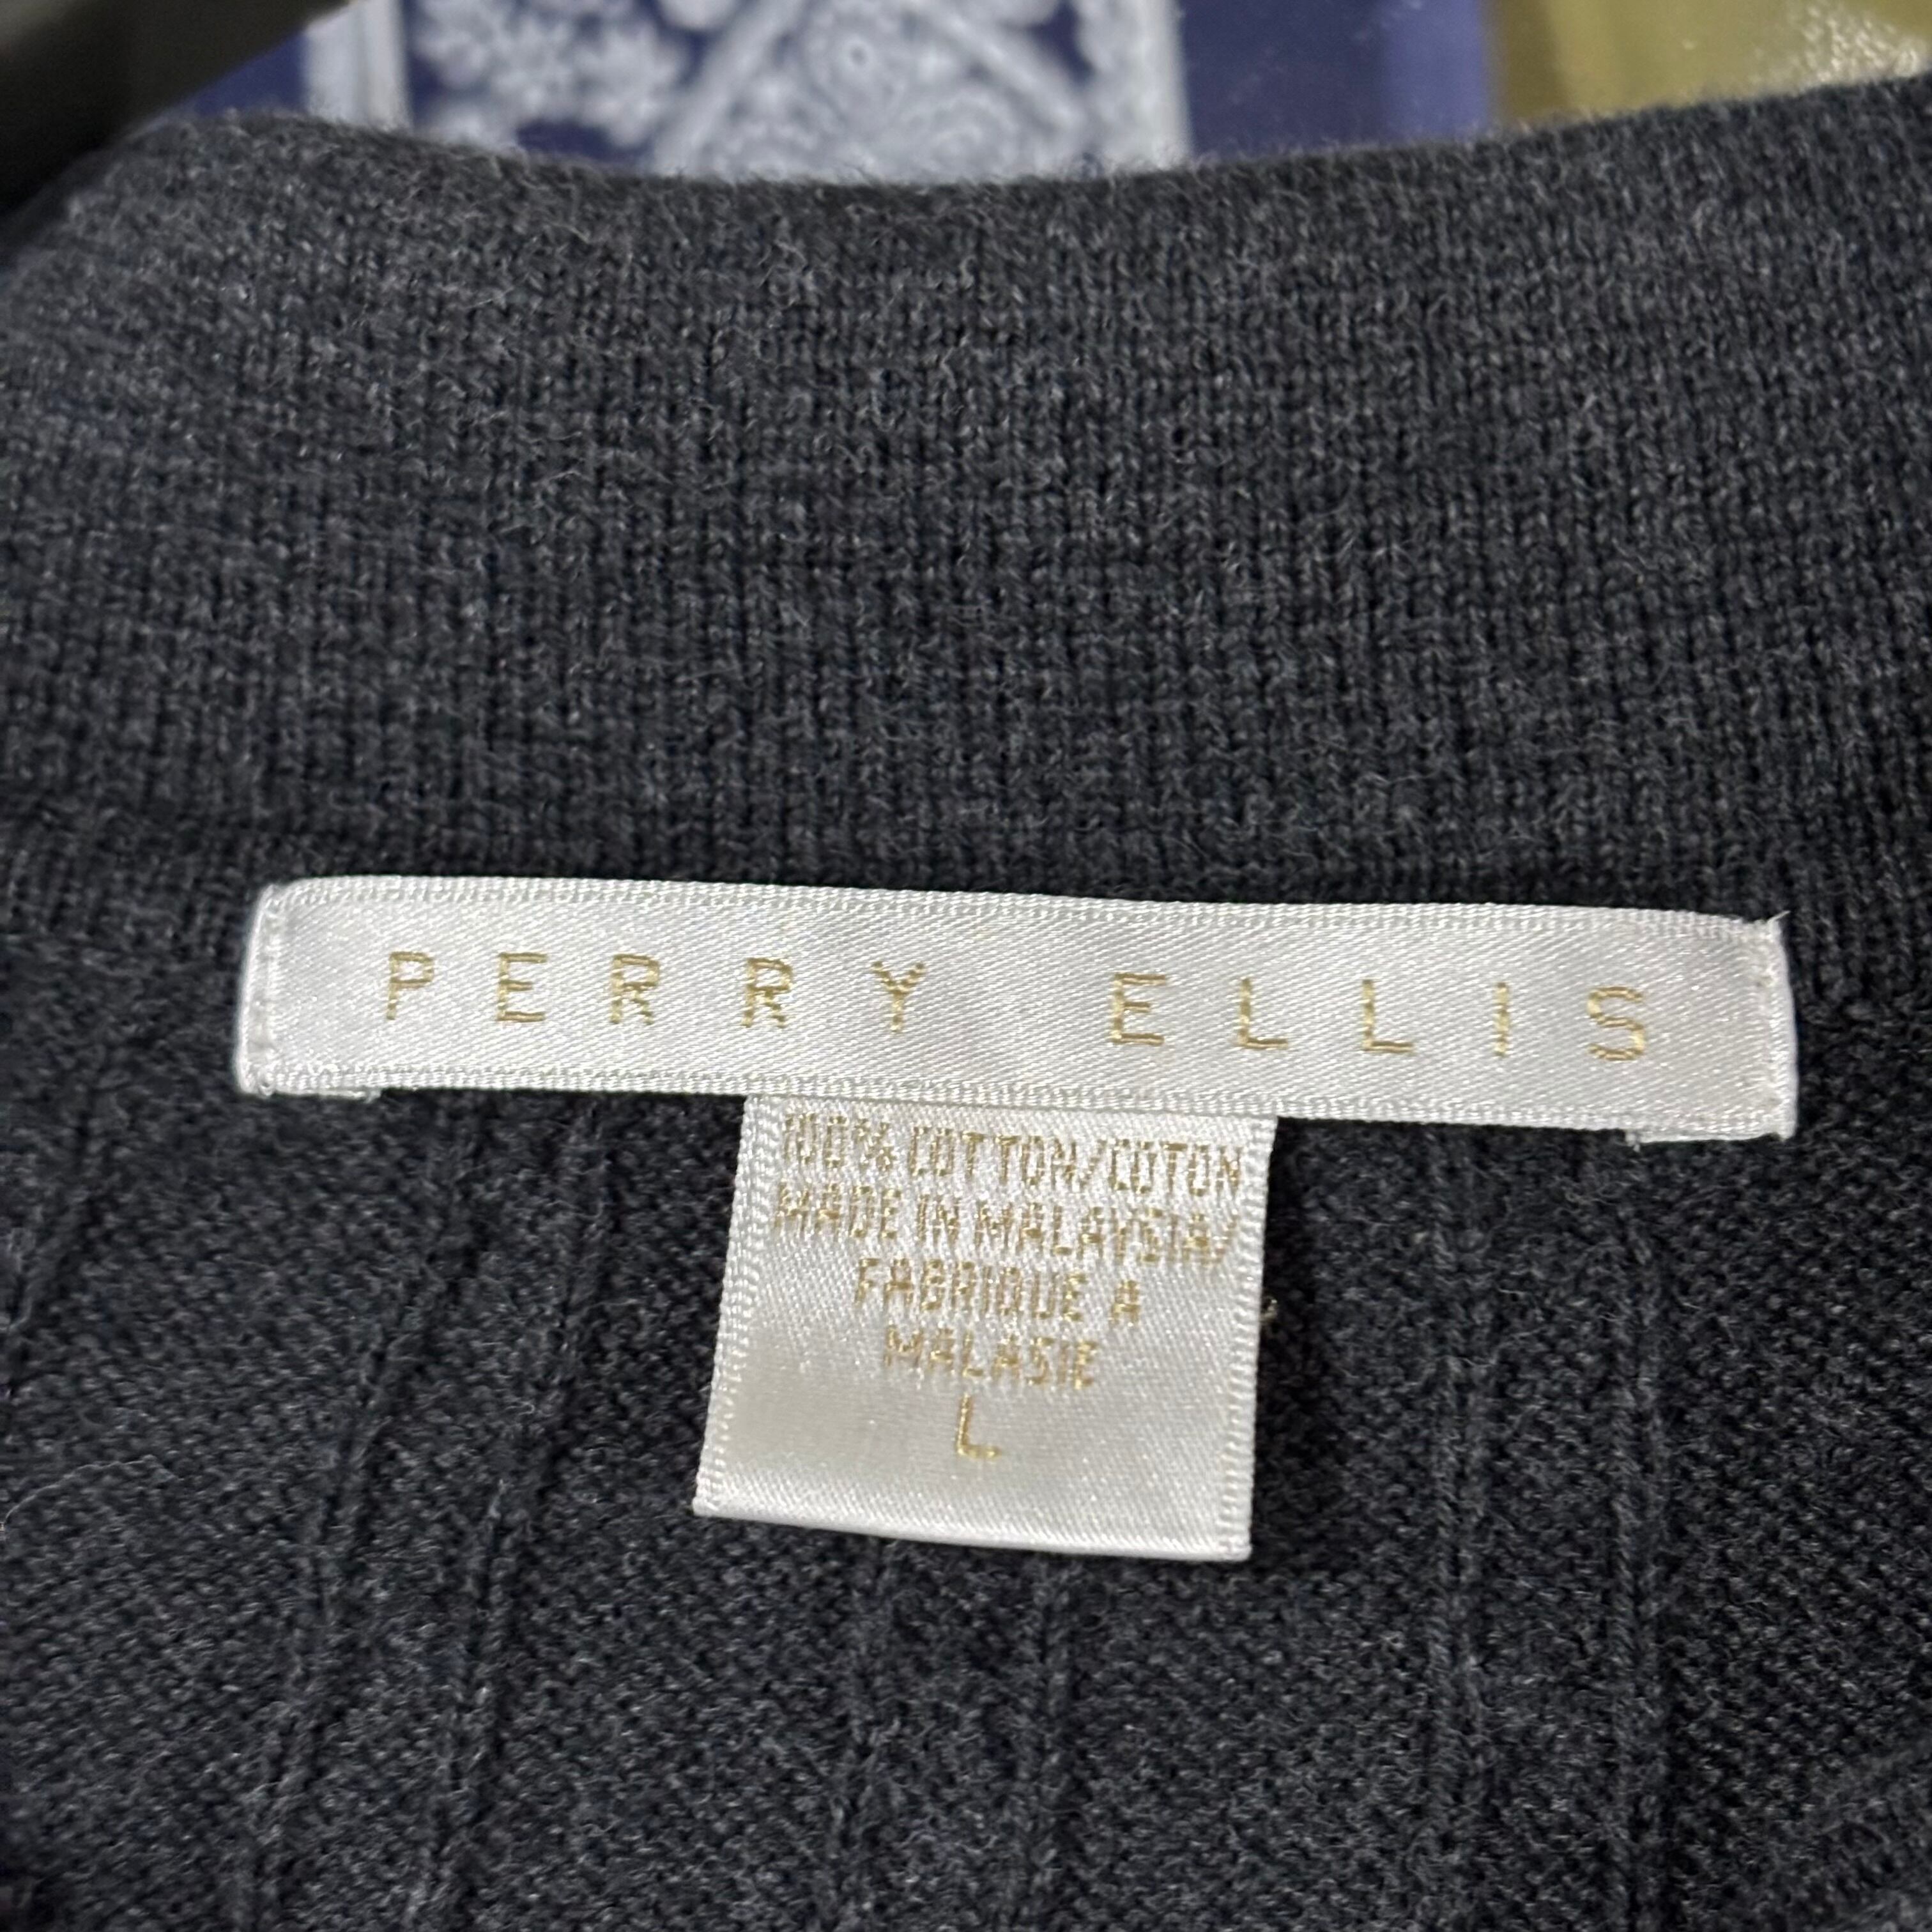 PERRY ELLIS
100% COTTON/COTON
MADE IN MALAYSIA/
FABRIQUE A
MALASIE
L